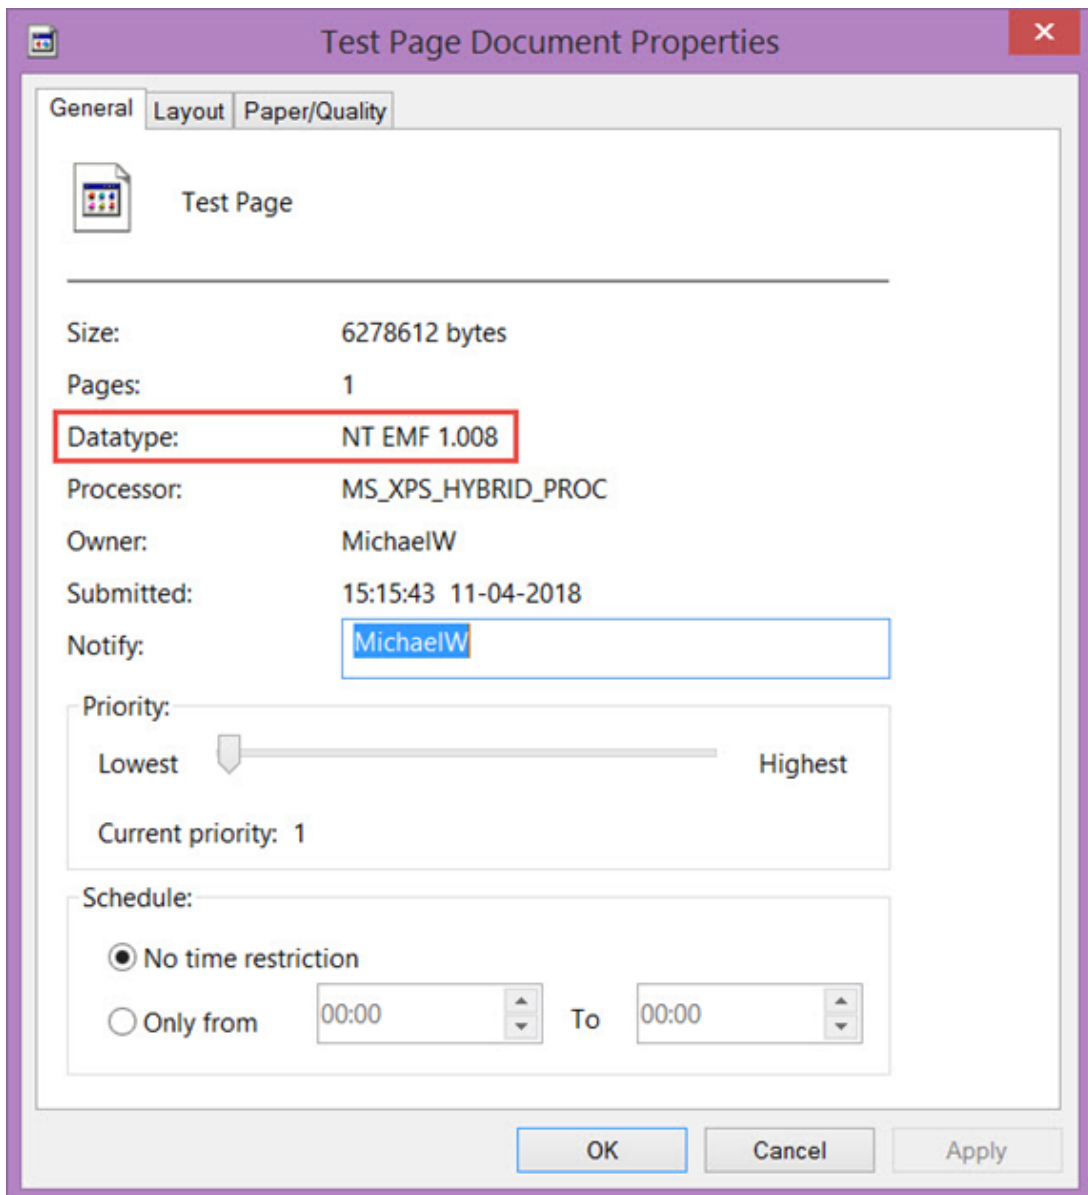 Test Page Document Properties
General Layout Paper/Quality
Test Page
Size: 6278612 bytes
Pages: 1
Datatype: NT EMF 1.008
Processor: MS_XPS_HYBRID_PROC
Owner: MichaelW
Submitted: 15:15:43 11-04-2018
Notify: MichaelW
Priority:
Lowest Highest
Current priority: 1
Schedule:
No time restriction
Only from 00:00 To 00:00
OK Cancel Apply